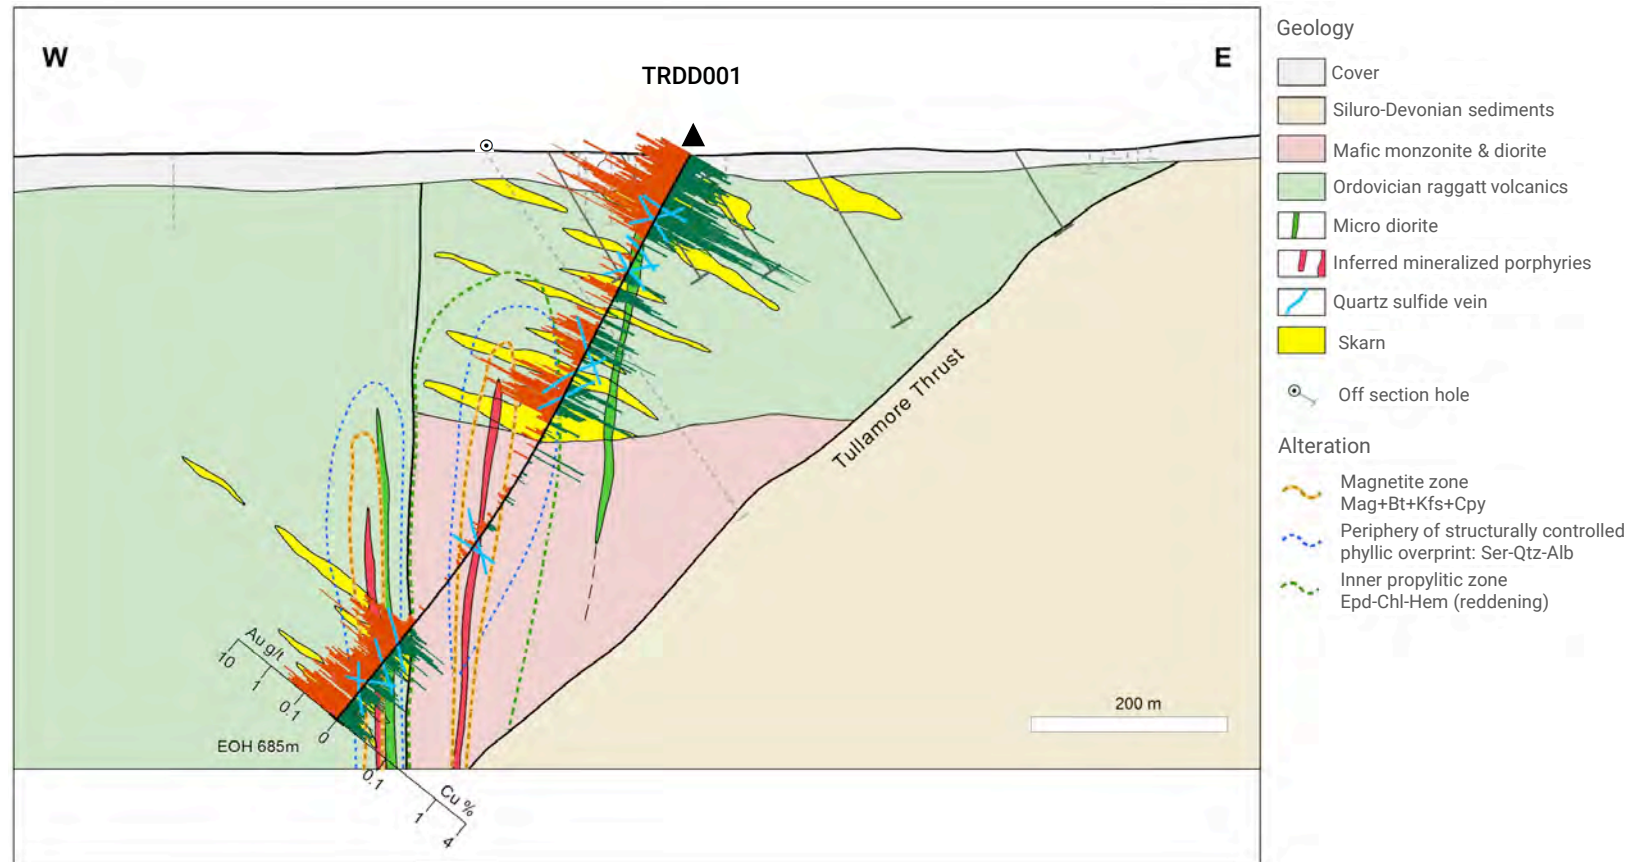 W
TRDD001
E
Tullamore Thrust
Au g/t
10
1
0.1
0
EOH 685m
0.1
1
4
Cu %
200 m
Geology
Cover
Siluro-Devonian sediments
Mafic monzonite & diorite
Ordovician raggatt volcanics
Micro diorite
Inferred mineralized porphyries
Quartz sulfide vein
Skarn
Off section hole
Alteration
Magnetite zone
Mag+Bt+Kfs+Cpy
Periphery of structurally controlled
phyllic overprint: Ser-Qtz-Alb
Inner propylitic zone
Epd-Chl-Hem (reddening)